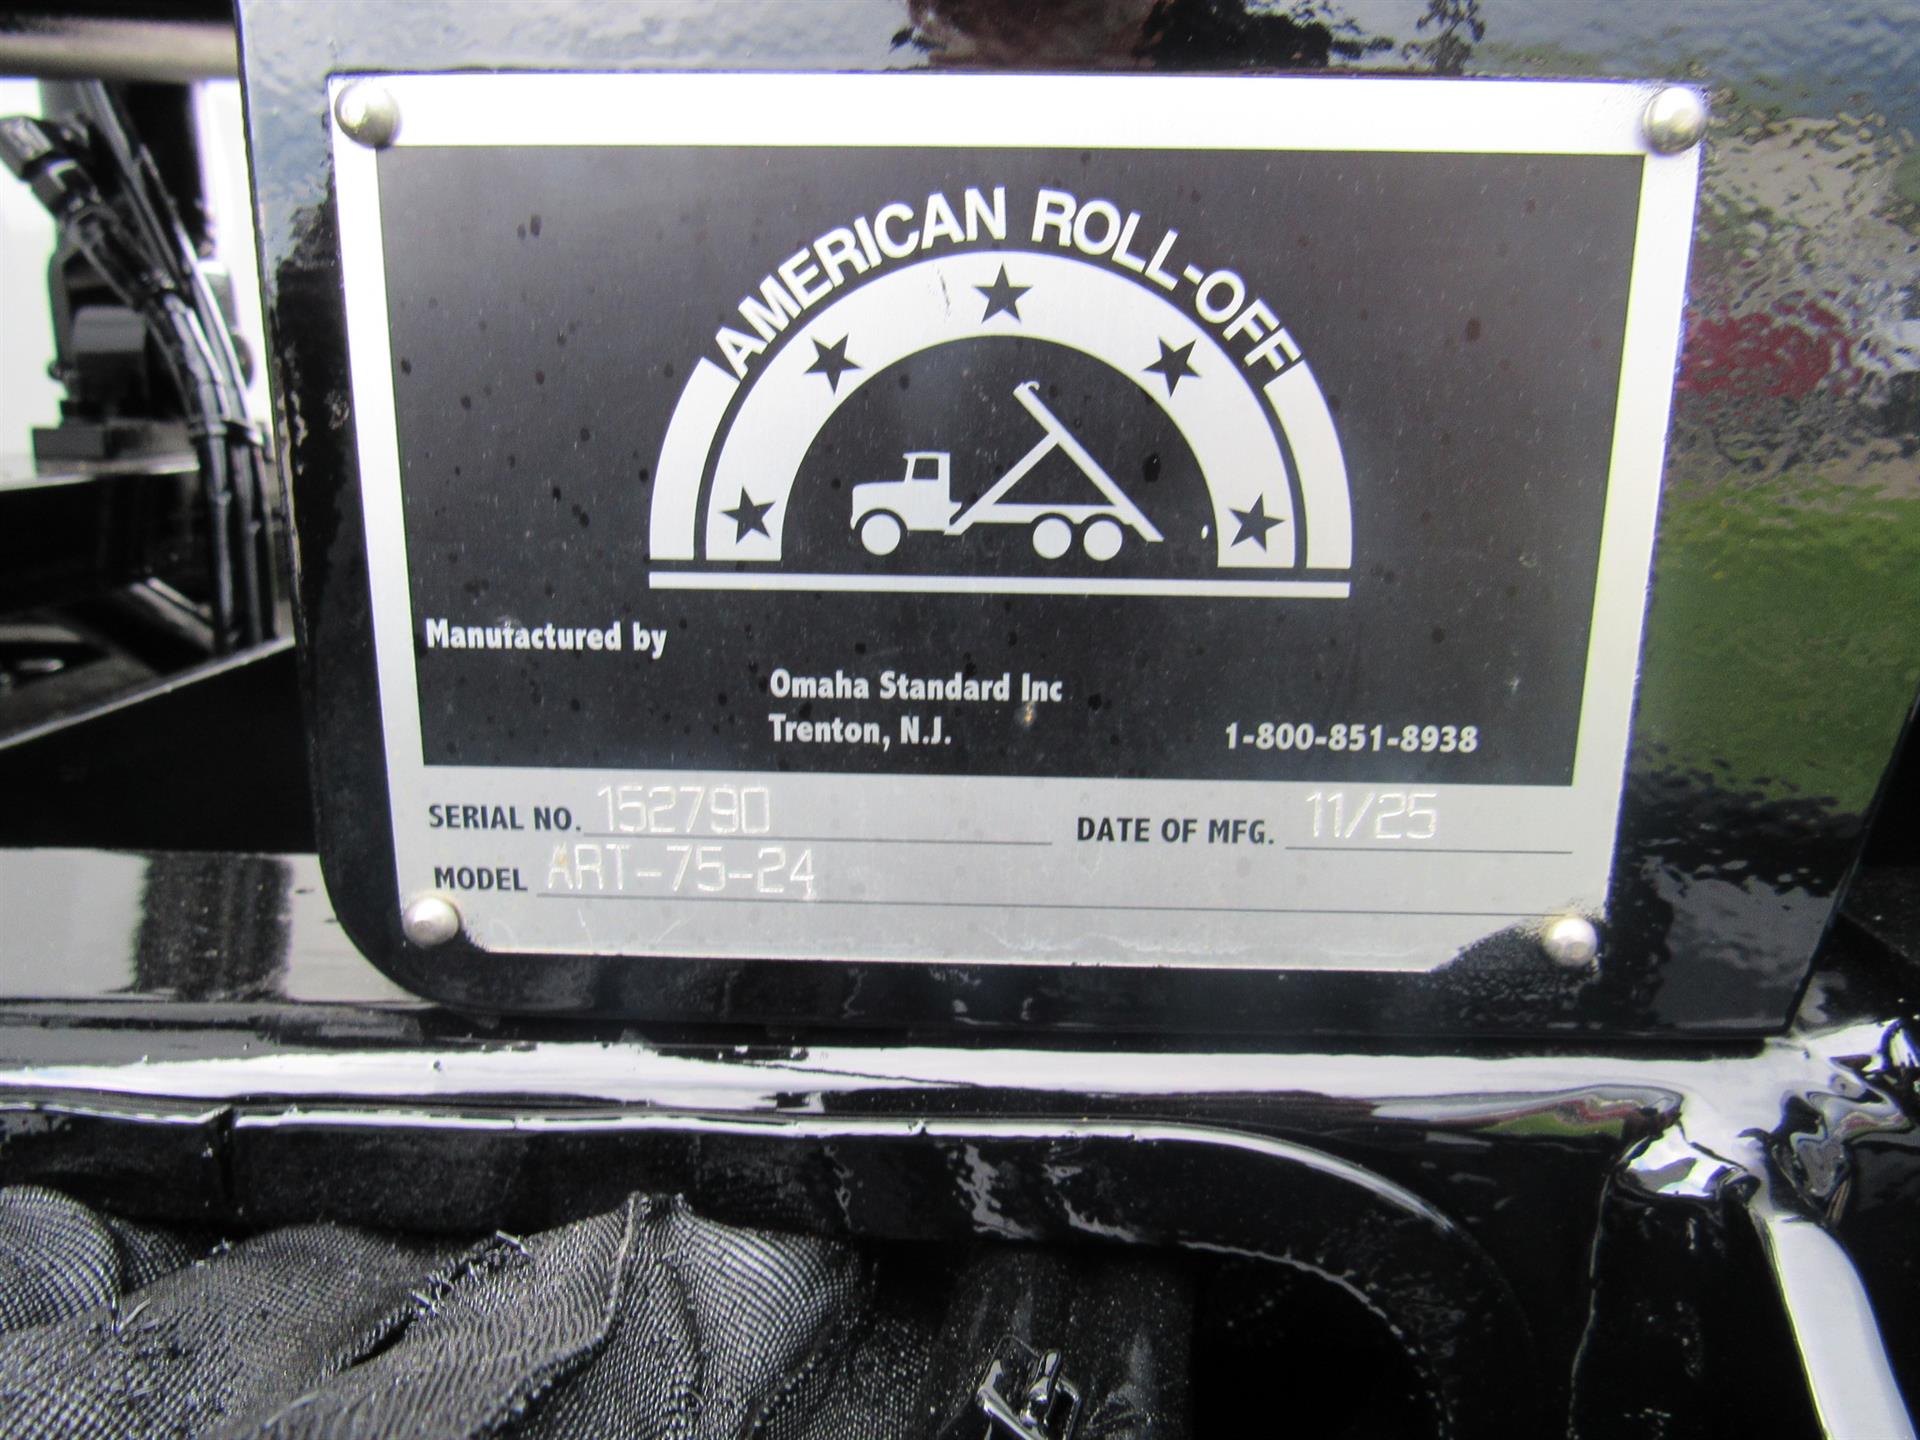 AMERICAN ROLL-OFF
Manufactured by
Omaha Standard Inc
Trenton, N.J.
1-800-851-8938
SERIAL NO. 152790
DATE OF MFG. 11/25
MODEL ART-75-24